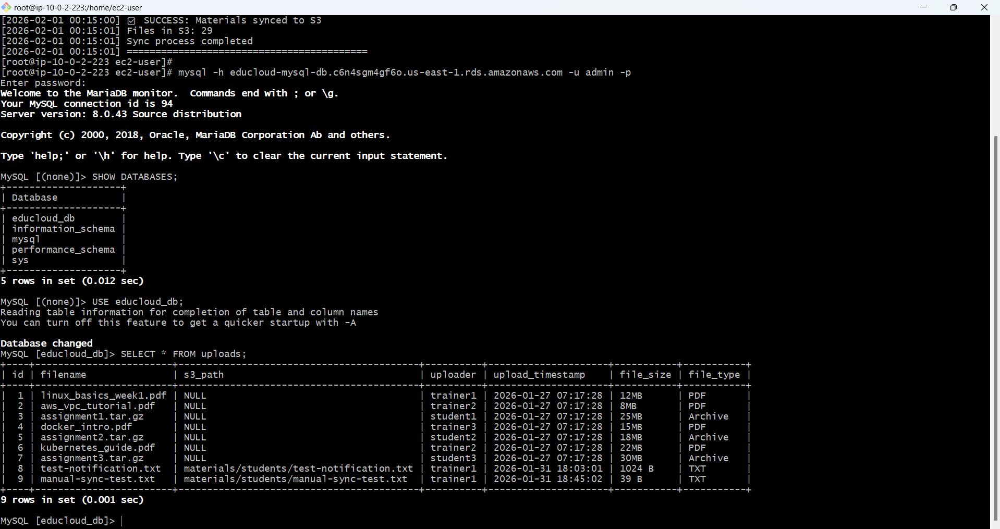 root@ip-10-0-2-223:/home/ec2-user
[2026-02-01 00:15:00] ☑ SUCCESS: Materials synced to S3
[2026-02-01 00:15:01] Files in S3: 29
[2026-02-01 00:15:01] Sync process completed
[2026-02-01 00:15:01] ==========================================
[root@ip-10-0-2-223 ec2-user]#
[root@ip-10-0-2-223 ec2-user]# mysql -h educloud-mysql-db.c6n4sgm4gf6o.us-east-1.rds.amazonaws.com -u admin -p
Enter password:
Welcome to the MariaDB monitor.  Commands end with ; or \g.
Your MySQL connection id is 94
Server version: 8.0.43 Source distribution

Copyright (c) 2000, 2018, Oracle, MariaDB Corporation Ab and others.

Type 'help;' or '\h' for help. Type '\c' to clear the current input statement.

MySQL [(none)]> SHOW DATABASES;
+--------------------+
| Database           |
+--------------------+
| educloud_db        |
| information_schema |
| mysql              |
| performance_schema |
| sys                |
+--------------------+
5 rows in set (0.012 sec)

MySQL [(none)]> USE educloud_db;
Reading table information for completion of table and column names
You can turn off this feature to get a quicker startup with -A

Database changed
MySQL [educloud_db]> SELECT * FROM uploads;
+----+------------------------+------------------------------------------+----------+---------------------+-----------+-----------+
| id | filename               | s3_path                                  | uploader | upload_timestamp    | file_size | file_type |
+----+------------------------+------------------------------------------+----------+---------------------+-----------+-----------+
|  1 | linux_basics_week1.pdf | NULL                                     | trainer1 | 2026-01-27 07:17:28 | 12MB      | PDF       |
|  2 | aws_vpc_tutorial.pdf   | NULL                                     | trainer2 | 2026-01-27 07:17:28 | 8MB       | PDF       |
|  3 | assignment1.tar.gz     | NULL                                     | student1 | 2026-01-27 07:17:28 | 25MB      | Archive   |
|  4 | docker_intro.pdf       | NULL                                     | trainer3 | 2026-01-27 07:17:28 | 15MB      | PDF       |
|  5 | assignment2.tar.gz     | NULL                                     | student2 | 2026-01-27 07:17:28 | 18MB      | Archive   |
|  6 | kubernetes_guide.pdf   | NULL                                     | trainer2 | 2026-01-27 07:17:28 | 22MB      | PDF       |
|  7 | assignment3.tar.gz     | NULL                                     | student3 | 2026-01-27 07:17:28 | 30MB      | Archive   |
|  8 | test-notification.txt  | materials/students/test-notification.txt | trainer1 | 2026-01-31 18:03:01 | 1024 B    | TXT       |
|  9 | manual-sync-test.txt   | materials/students/manual-sync-test.txt  | trainer1 | 2026-01-31 18:45:02 | 39 B      | TXT       |
+----+------------------------+------------------------------------------+----------+---------------------+-----------+-----------+
9 rows in set (0.001 sec)

MySQL [educloud_db]>